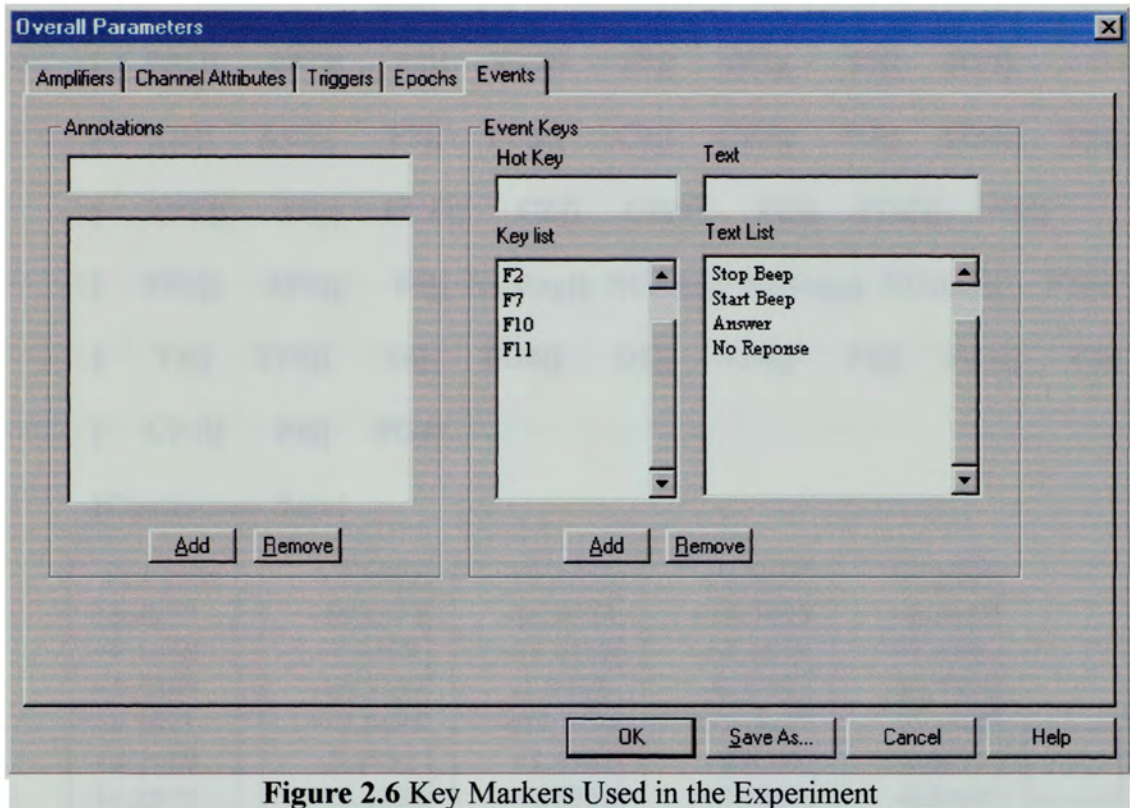 Overall Parameters
Amplifiers Channel Attributes Triggers Epochs Events
Annotations
Event Keys
Hot Key Text
Key list Text List
F2 Stop Beep
F7 Start Beep
F10 Answer
F11 No Reponse
Add Remove Add Remove
OK Save As... Cancel Help
Figure 2.6 Key Markers Used in the Experiment